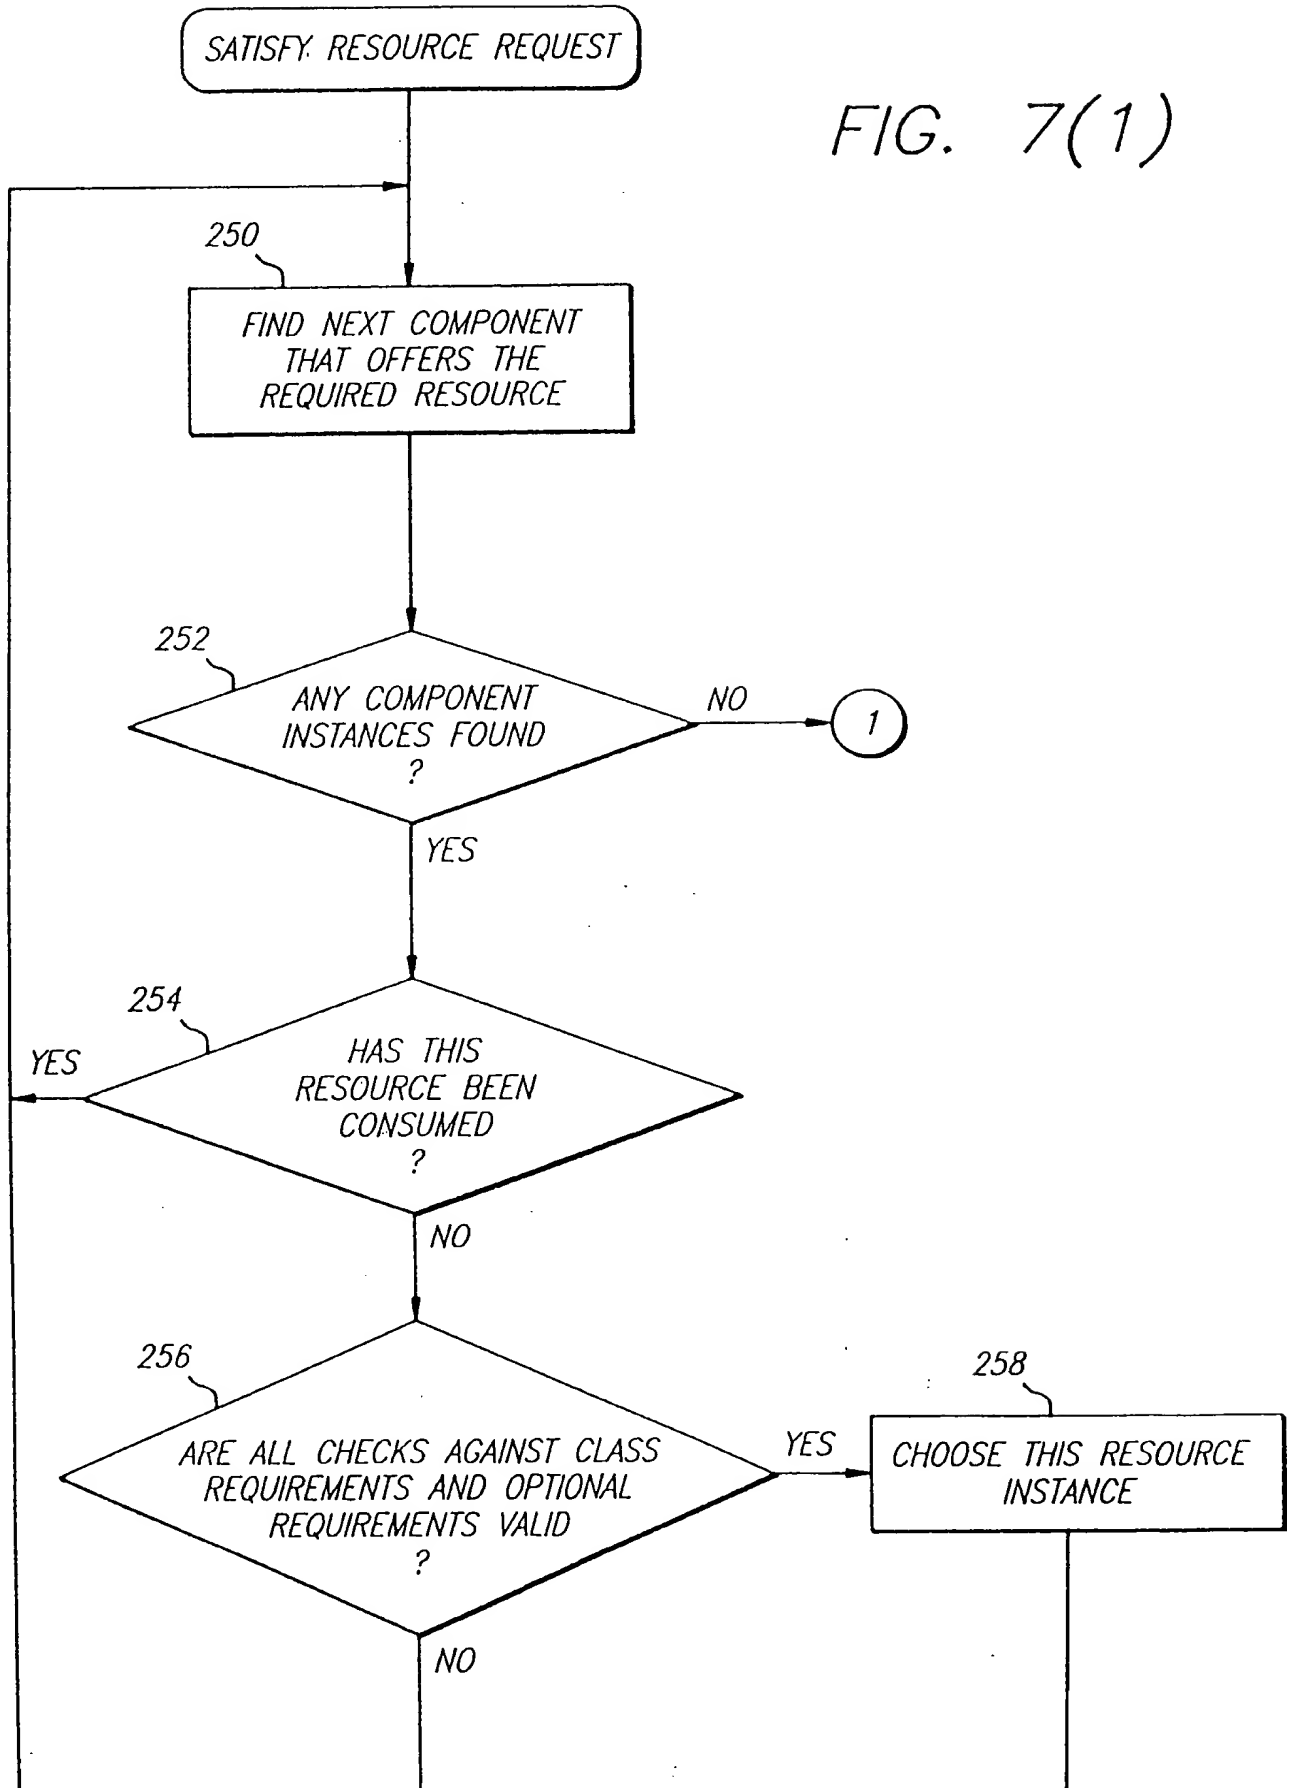 SATISFY RESOURCE REQUEST
FIG. 7(1)
250
FIND NEXT COMPONENT
THAT OFFERS THE
REQUIRED RESOURCE
252
ANY COMPONENT
INSTANCES FOUND
?
NO
1
YES
254
YES
HAS THIS
RESOURCE BEEN
CONSUMED
?
NO
256
258
ARE ALL CHECKS AGAINST CLASS
REQUIREMENTS AND OPTIONAL
REQUIREMENTS VALID
?
YES
CHOOSE THIS RESOURCE
INSTANCE
NO